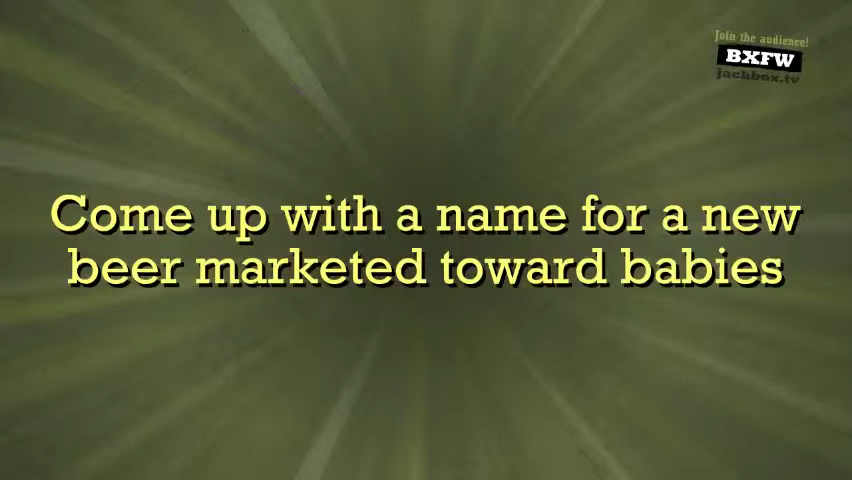 Join the audience!
BXFW
jackbox.tv
Come up with a name for a new
beer marketed toward babies